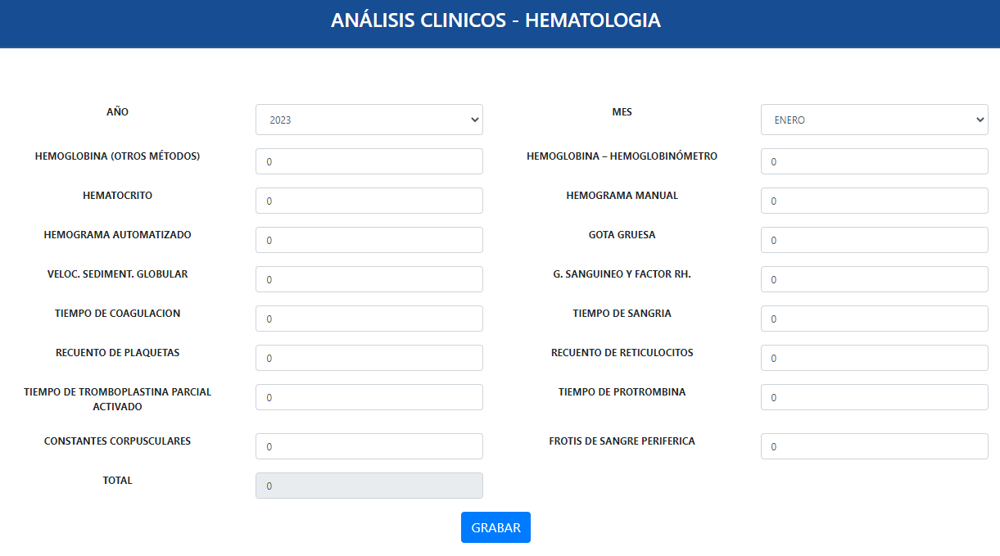 ANÁLISIS CLINICOS - HEMATOLOGIA
AÑO 2023 MES ENERO
HEMOGLOBINA (OTROS MÉTODOS) 0 HEMOGLOBINA – HEMOGLOBINÓMETRO 0
HEMATOCRITO 0 HEMOGRAMA MANUAL 0
HEMOGRAMA AUTOMATIZADO 0 GOTA GRUESA 0
VELOC. SEDIMENT. GLOBULAR 0 G. SANGUINEO Y FACTOR RH. 0
TIEMPO DE COAGULACION 0 TIEMPO DE SANGRIA 0
RECUENTO DE PLAQUETAS 0 RECUENTO DE RETICULOCITOS 0
TIEMPO DE TROMBOPLASTINA PARCIAL
ACTIVADO 0 TIEMPO DE PROTROMBINA 0
CONSTANTES CORPUSCULARES 0 FROTIS DE SANGRE PERIFERICA 0
TOTAL 0
GRABAR